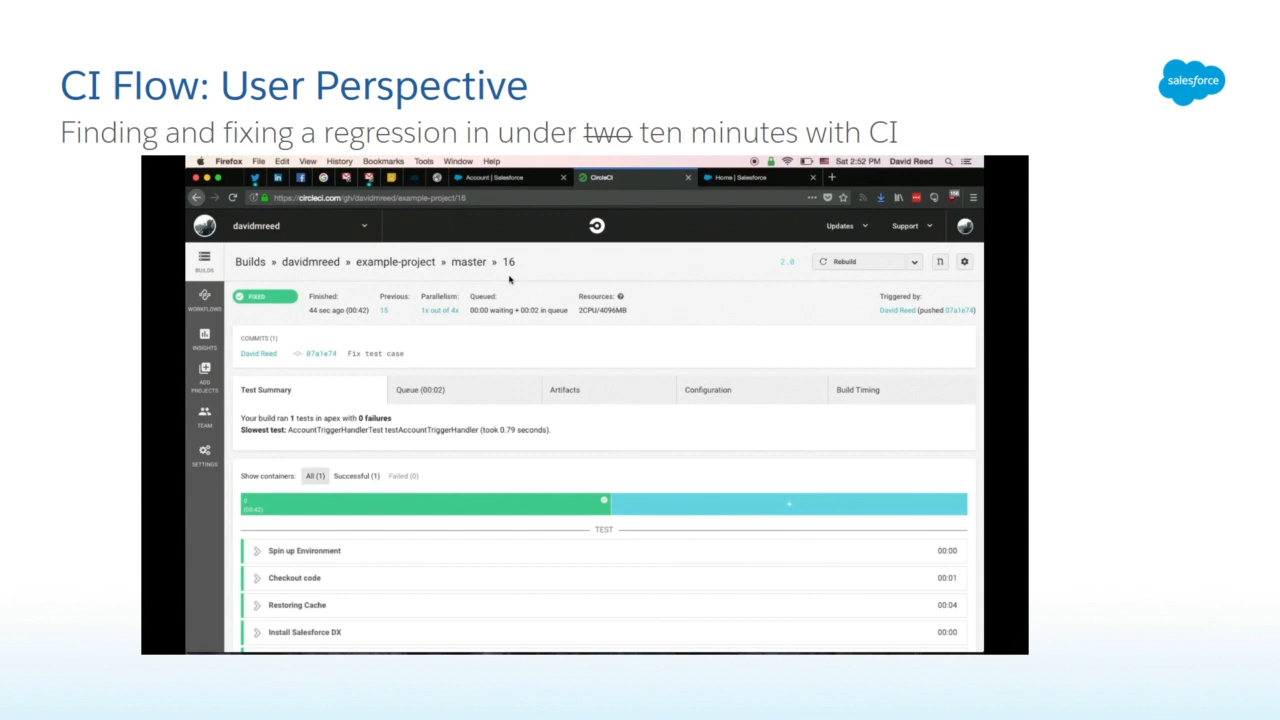 CI Flow: User Perspective
salesforce
Finding and fixing a regression in under two ten minutes with CI
Firefox File Edit View History Bookmarks Tools Window Help Sat 2:52 PM David Reed
Account | Salesforce CircleCI Home | Salesforce
https://circleci.com/gh/davidmreed/example-project/16
davidmreed Updates Support
BUILDS
Builds » davidmreed » example-project » master » 16 2.0 Rebuild
WORKFLOWS
FIXED Finished: Previous: Parallelism: Queued: Resources: Triggered by:
44 sec ago (00:42) 15 1x out of 4x 00:00 waiting + 00:02 in queue 2CPU/4096MB David Reed (pushed 07a1e74)
INSIGHTS
COMMITS (1)
David Reed 07a1e74 Fix test case
ADD
PROJECTS
Test Summary Queue (00:02) Artifacts Configuration Build Timing
TEAM
Your build ran 1 tests in apex with 0 failures
Slowest test: AccountTriggerHandlerTest testAccountTriggerHandler (took 0.79 seconds).
SETTINGS
Show containers: All (1) Successful (1) Failed (0)
0
(00:42)
+
TEST
Spin up Environment 00:00
Checkout code 00:01
Restoring Cache 00:04
Install Salesforce DX 00:00